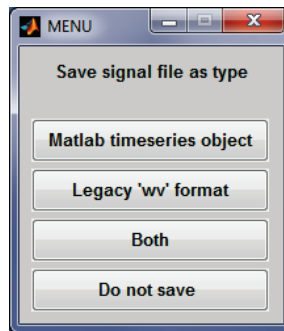 MENU
Save signal file as type
Matlab timeseries object
Legacy 'wv' format
Both
Do not save